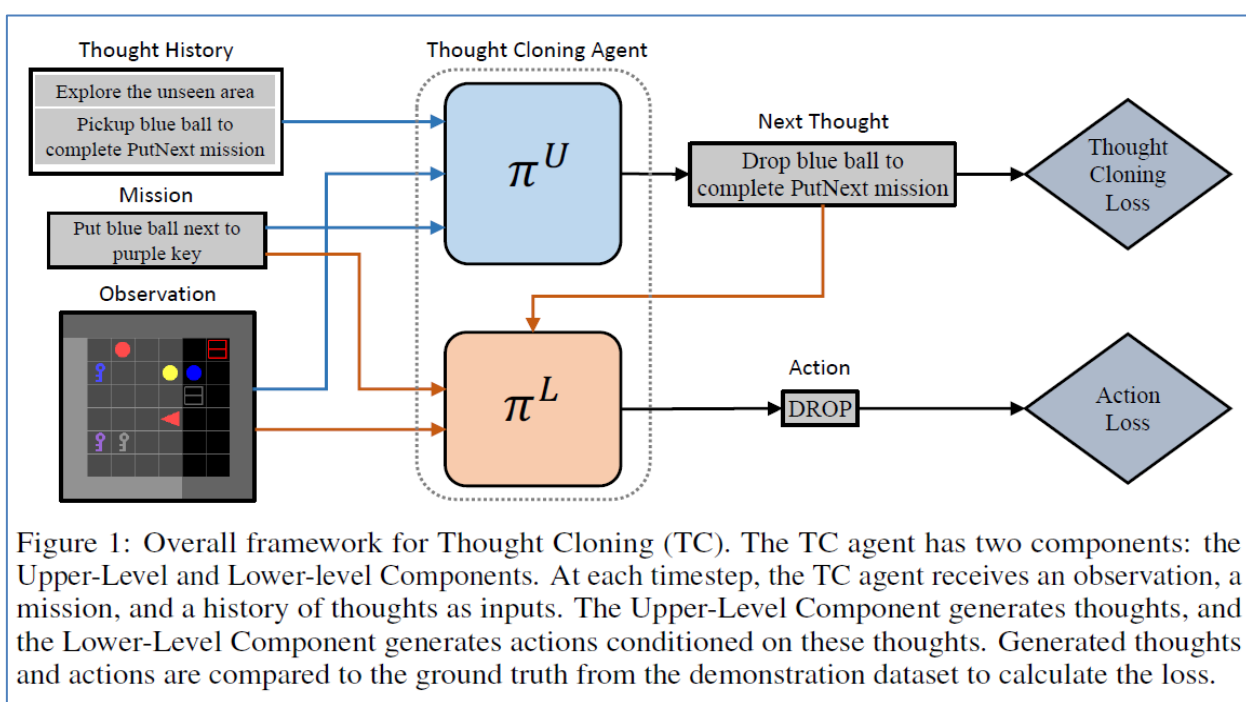 Thought History
Explore the unseen area
Pickup blue ball to
complete PutNext mission
Mission
Put blue ball next to
purple key
Observation
Thought Cloning Agent
π^U
π^L
Next Thought
Drop blue ball to
complete PutNext mission
Thought
Cloning
Loss
Action
DROP
Action
Loss
Figure 1: Overall framework for Thought Cloning (TC). The TC agent has two components: the
Upper-Level and Lower-level Components. At each timestep, the TC agent receives an observation, a
mission, and a history of thoughts as inputs. The Upper-Level Component generates thoughts, and
the Lower-Level Component generates actions conditioned on these thoughts. Generated thoughts
and actions are compared to the ground truth from the demonstration dataset to calculate the loss.